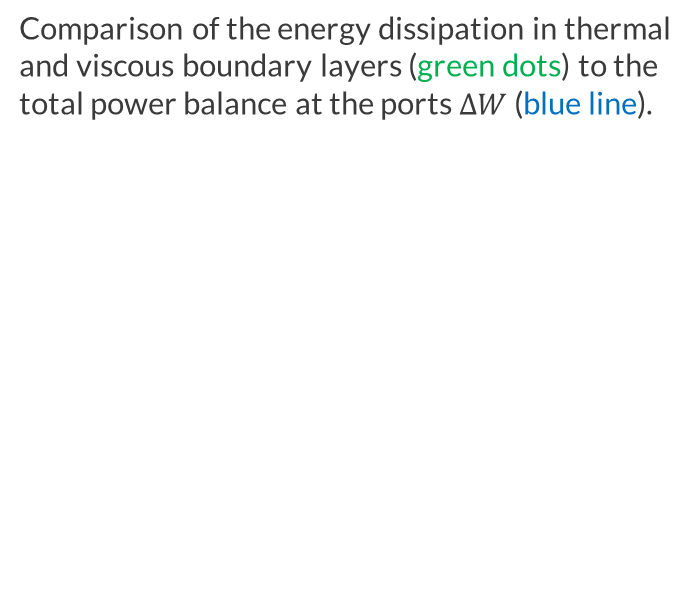 Comparison of the energy dissipation in thermal
and viscous boundary layers (green dots) to the
total power balance at the ports ΔW (blue line).